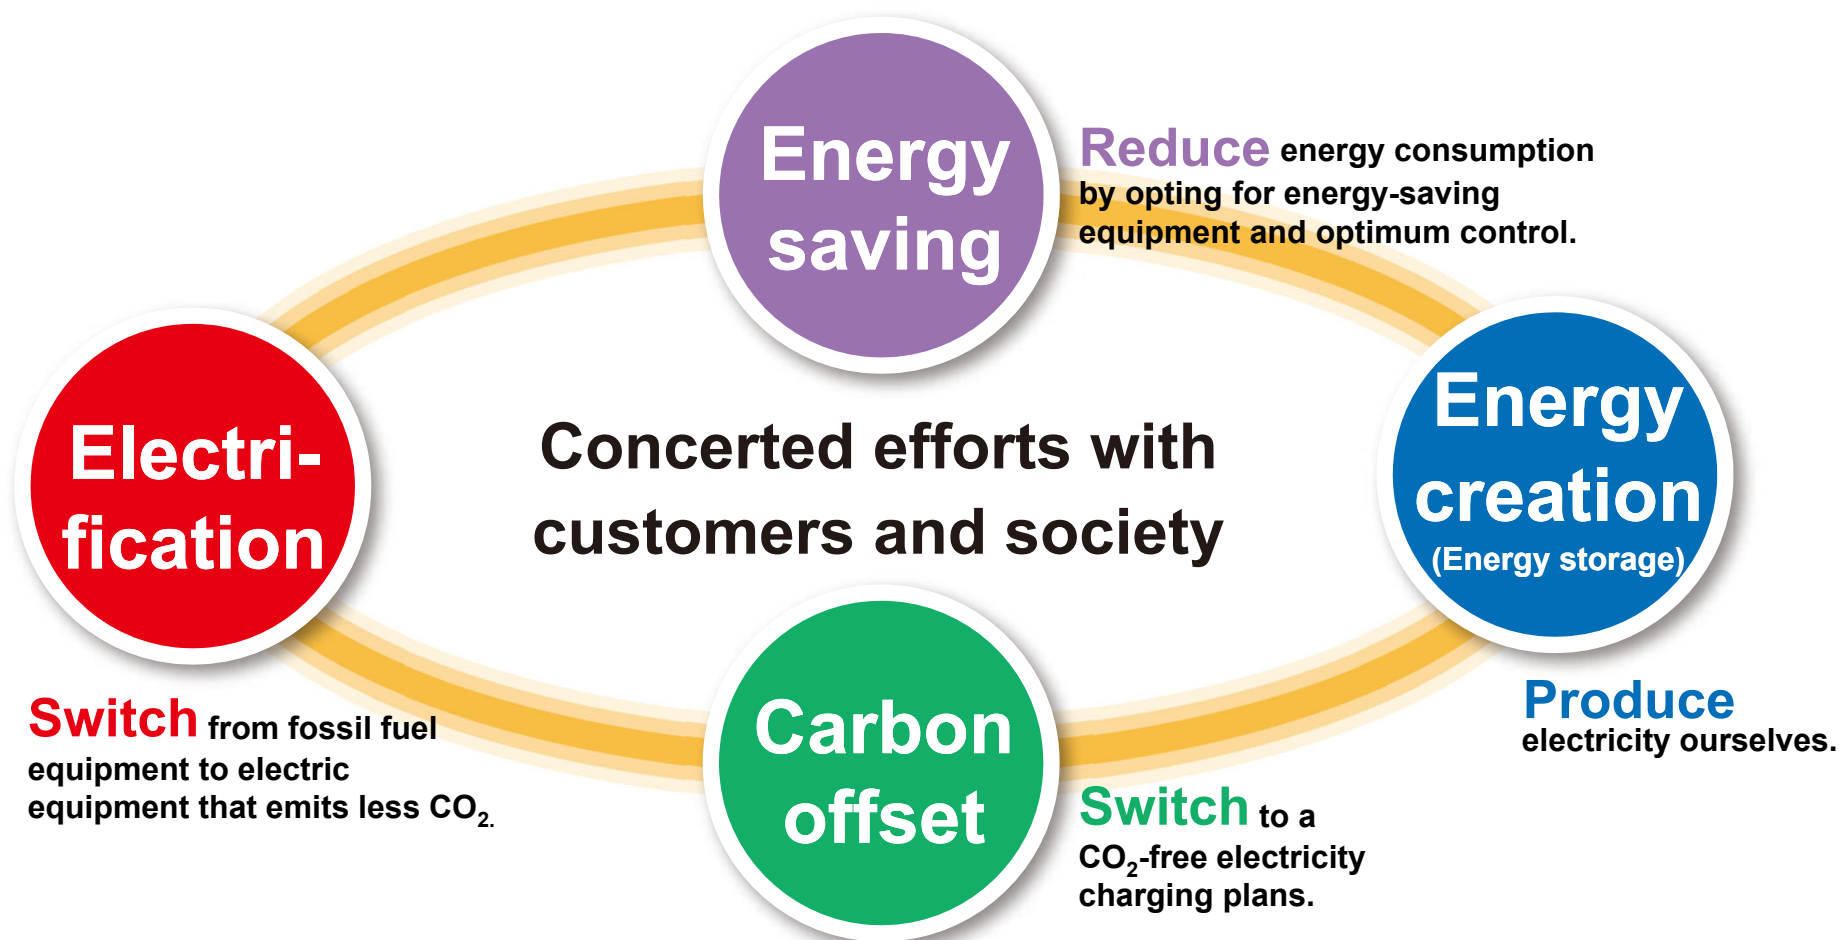 Energy
saving
Reduce energy consumption
by opting for energy-saving
equipment and optimum control.
Electri-
fication
Switch from fossil fuel
equipment to electric
equipment that emits less CO₂.
Concerted efforts with
customers and society
Energy
creation
(Energy storage)
Produce
electricity ourselves.
Carbon
offset
Switch to a
CO₂-free electricity
charging plans.